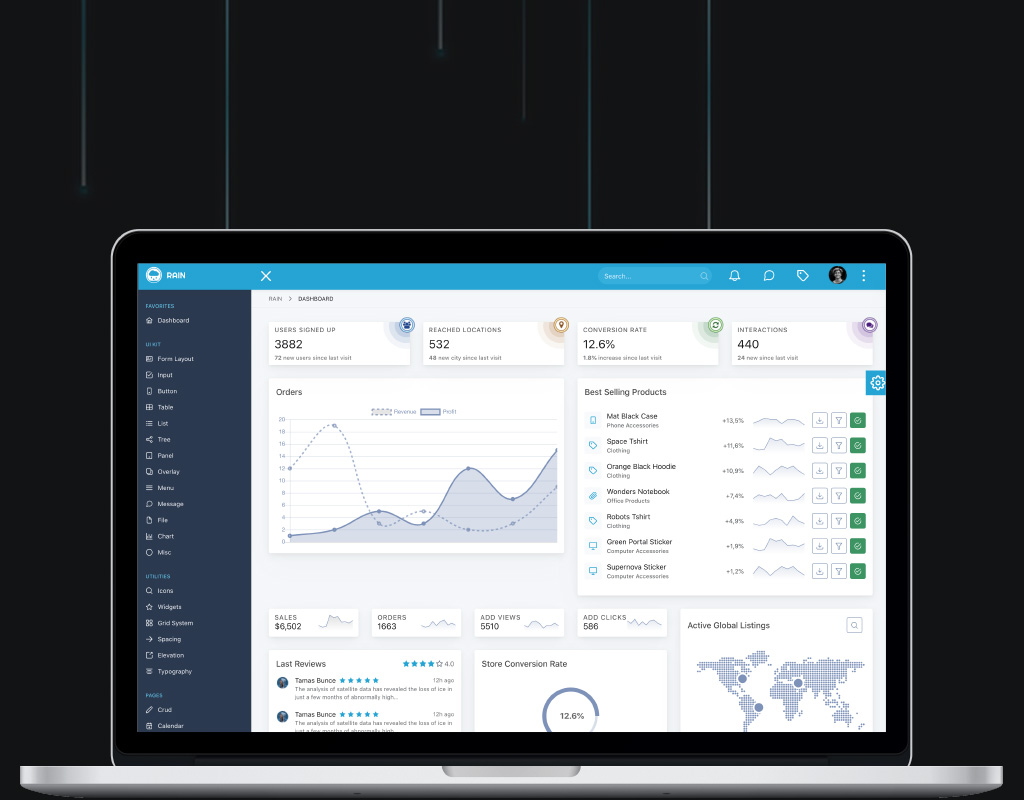 RAIN
Search...
FAVORITES
Dashboard
UI KIT
Form Layout
Input
Button
Table
List
Tree
Panel
Overlay
Menu
Message
File
Chart
Misc
UTILITIES
Icons
Widgets
Grid System
Spacing
Elevation
Typography
PAGES
Crud
Calendar
RAIN > DASHBOARD
USERS SIGNED UP
3882
72 new users since last visit
REACHED LOCATIONS
532
48 new city since last visit
CONVERSION RATE
12.6%
1.8% increase since last visit
INTERACTIONS
440
24 new since last visit
Orders
Revenue Profit
20
18
16
14
12
10
8
6
4
2
0
Best Selling Products
Mat Black Case
Phone Accessories
+13,5%
Space Tshirt
Clothing
+11,6%
Orange Black Hoodie
Clothing
+10,9%
Wonders Notebook
Office Products
+7,4%
Robots Tshirt
Clothing
+4,9%
Green Portal Sticker
Computer Accessories
+1,9%
Supernova Sticker
Computer Accessories
+1,2%
SALES
$6,502
ORDERS
1663
ADD VIEWS
5510
ADD CLICKS
586
Last Reviews 4.0
Tamas Bunce 12h ago
The analysis of satellite data has revealed the loss of ice in
just a few months of abnormally high...
Tamas Bunce 12h ago
The analysis of satellite data has revealed the loss of ice in
just a few months of abnormally high...
Store Conversion Rate
12.6%
Active Global Listings